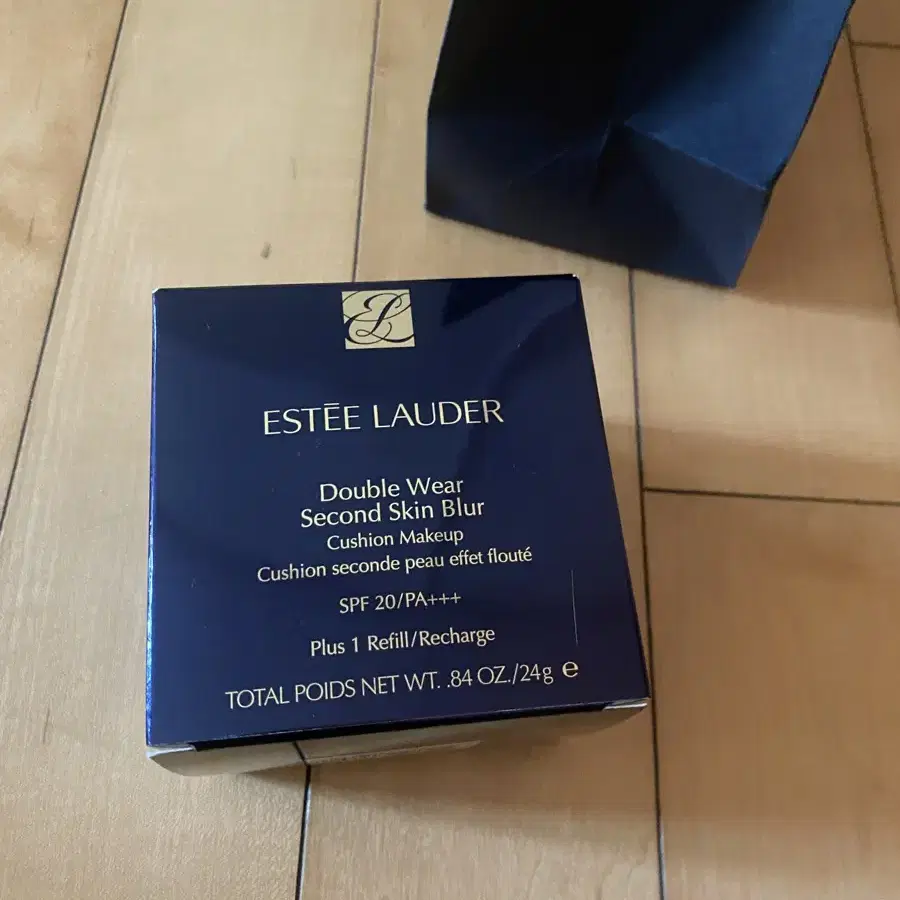 EL
ESTĒE LAUDER
Double Wear
Second Skin Blur
Cushion Makeup
Cushion seconde peau effet flouté
SPF 20/PA+++
Plus 1 Refill/Recharge
TOTAL POIDS NET WT. .84 OZ./24g e